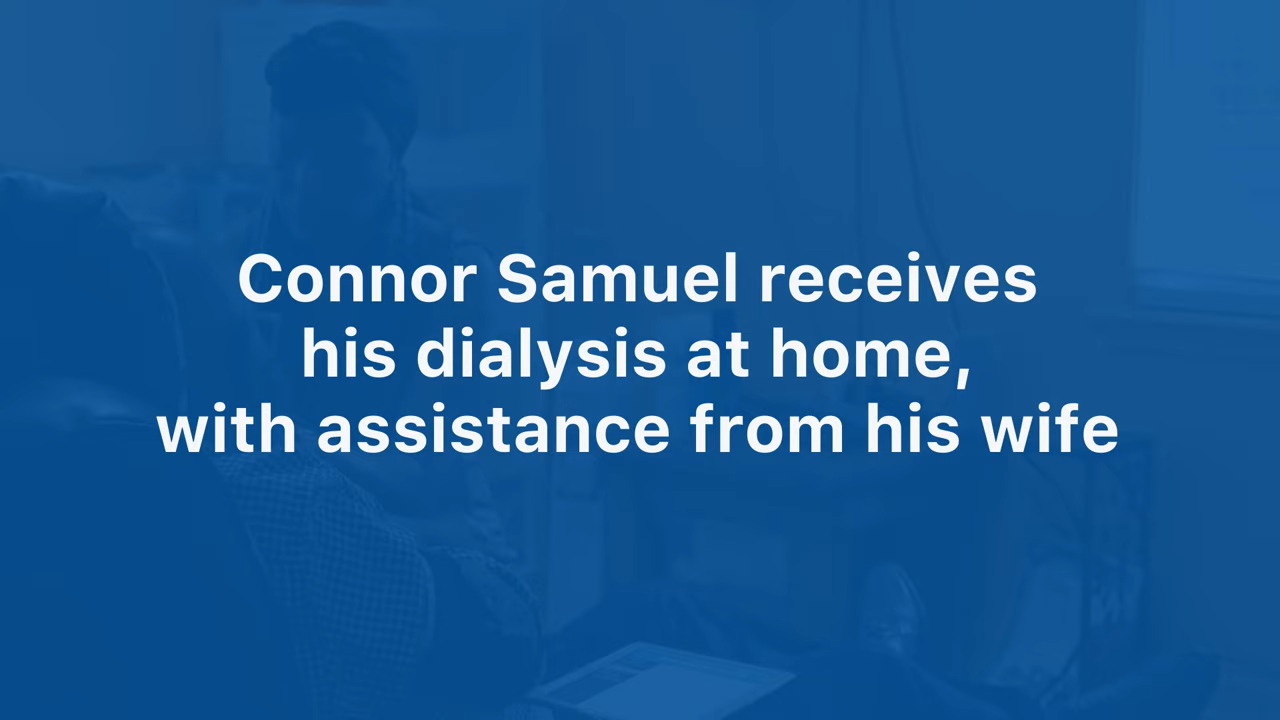 Connor Samuel receives
his dialysis at home,
with assistance from his wife